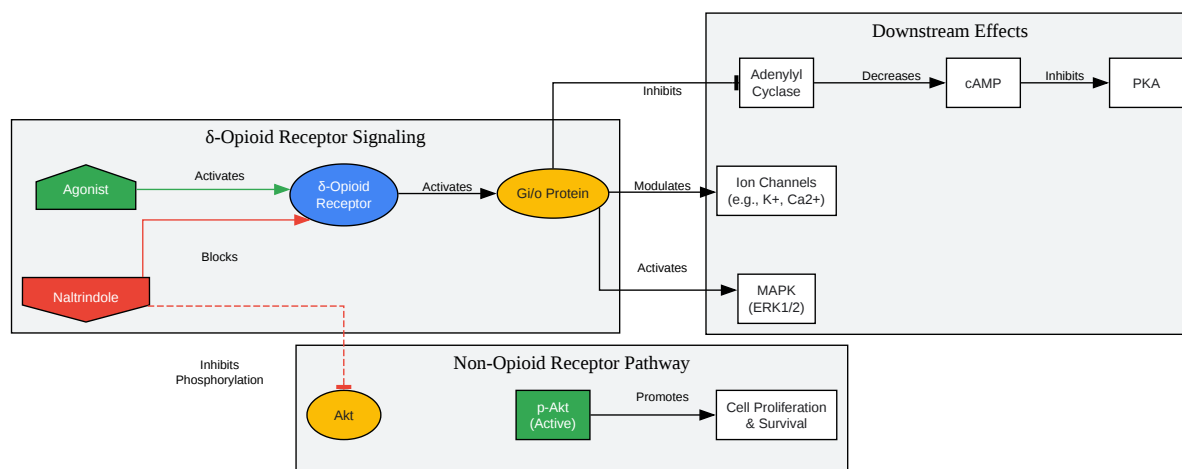 Downstream Effects
Inhibits
Adenylyl
Cyclase
Decreases
cAMP
Inhibits
PKA
δ-Opioid Receptor Signaling
Agonist
Activates
δ-Opioid
Receptor
Activates
Gi/o Protein
Modulates
Ion Channels
(e.g., K+, Ca2+)
Blocks
Naltrindole
Activates
MAPK
(ERK1/2)
Non-Opioid Receptor Pathway
Inhibits
Phosphorylation
Akt
p-Akt
(Active)
Promotes
Cell Proliferation
& Survival